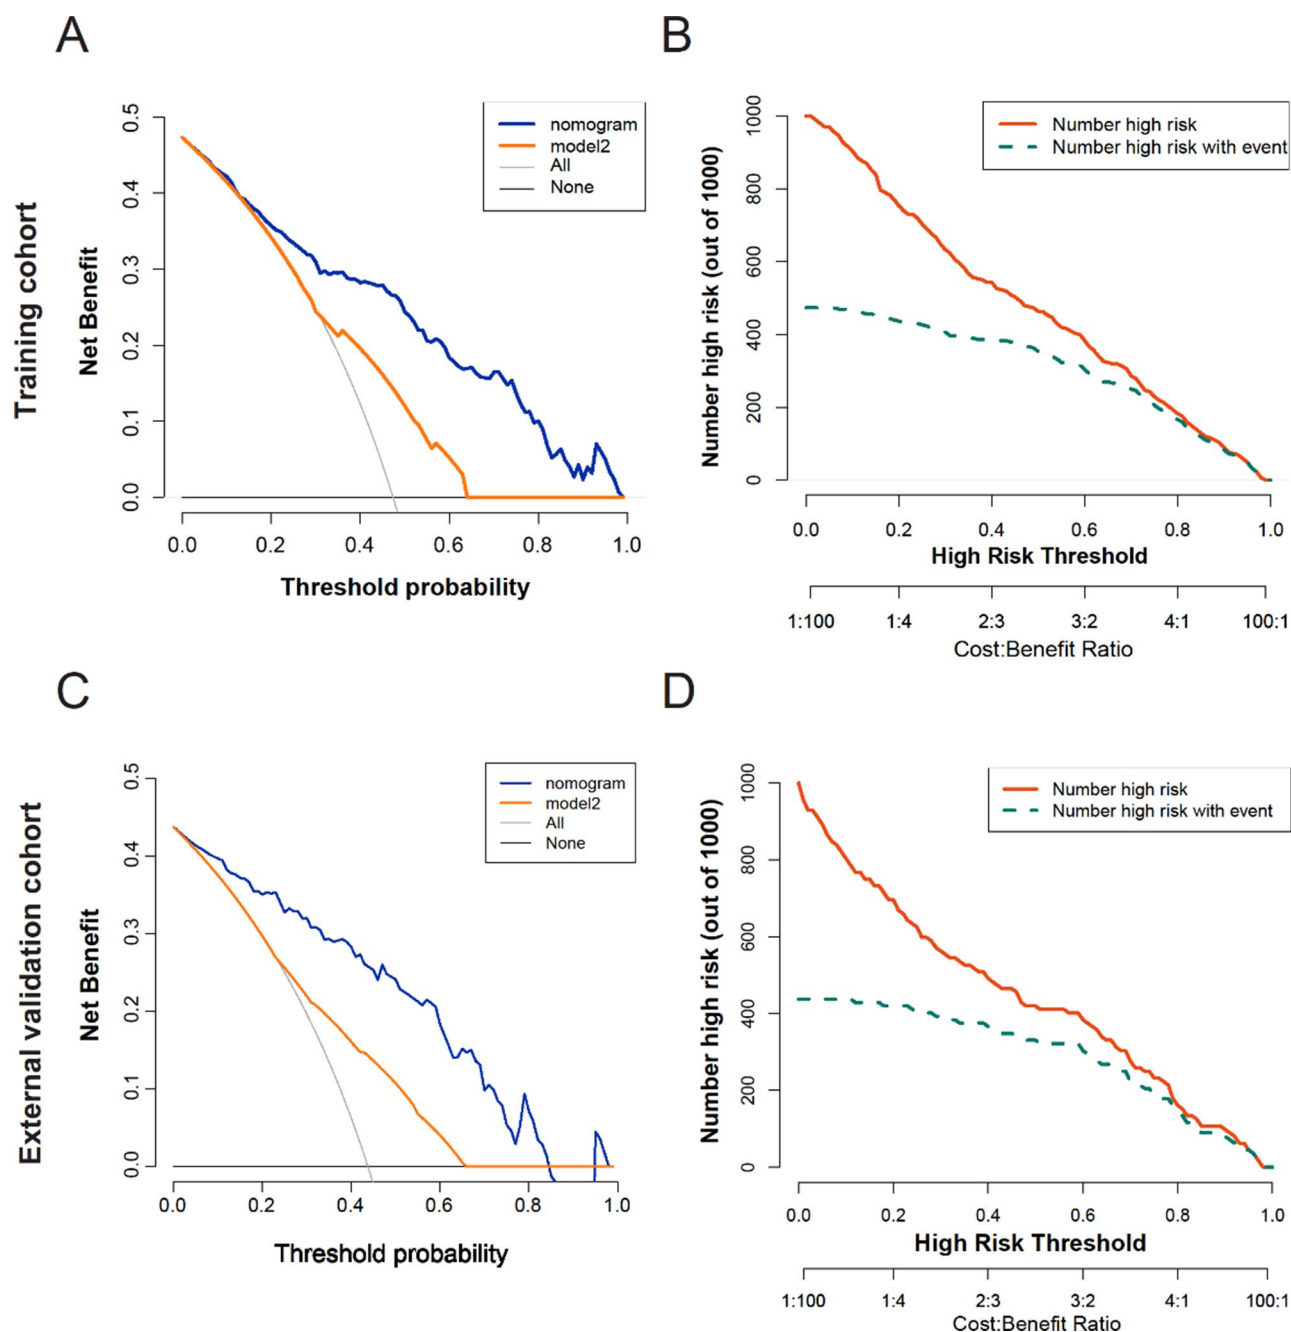 A
Training cohort
Net Benefit
0.5
0.4
0.3
0.2
0.1
0.0
nomogram
model2
All
None
0.0 0.2 0.4 0.6 0.8 1.0
Threshold probability
B
Number high risk (out of 1000)
1000
800
600
400
200
0
Number high risk
Number high risk with event
0.0 0.2 0.4 0.6 0.8 1.0
High Risk Threshold
1:100 1:4 2:3 3:2 4:1 100:1
Cost:Benefit Ratio
C
External validation cohort
Net Benefit
0.5
0.4
0.3
0.2
0.1
0.0
nomogram
model2
All
None
0.0 0.2 0.4 0.6 0.8 1.0
Threshold probability
D
Number high risk (out of 1000)
1000
800
600
400
200
0
Number high risk
Number high risk with event
0.0 0.2 0.4 0.6 0.8 1.0
High Risk Threshold
1:100 1:4 2:3 3:2 4:1 100:1
Cost:Benefit Ratio